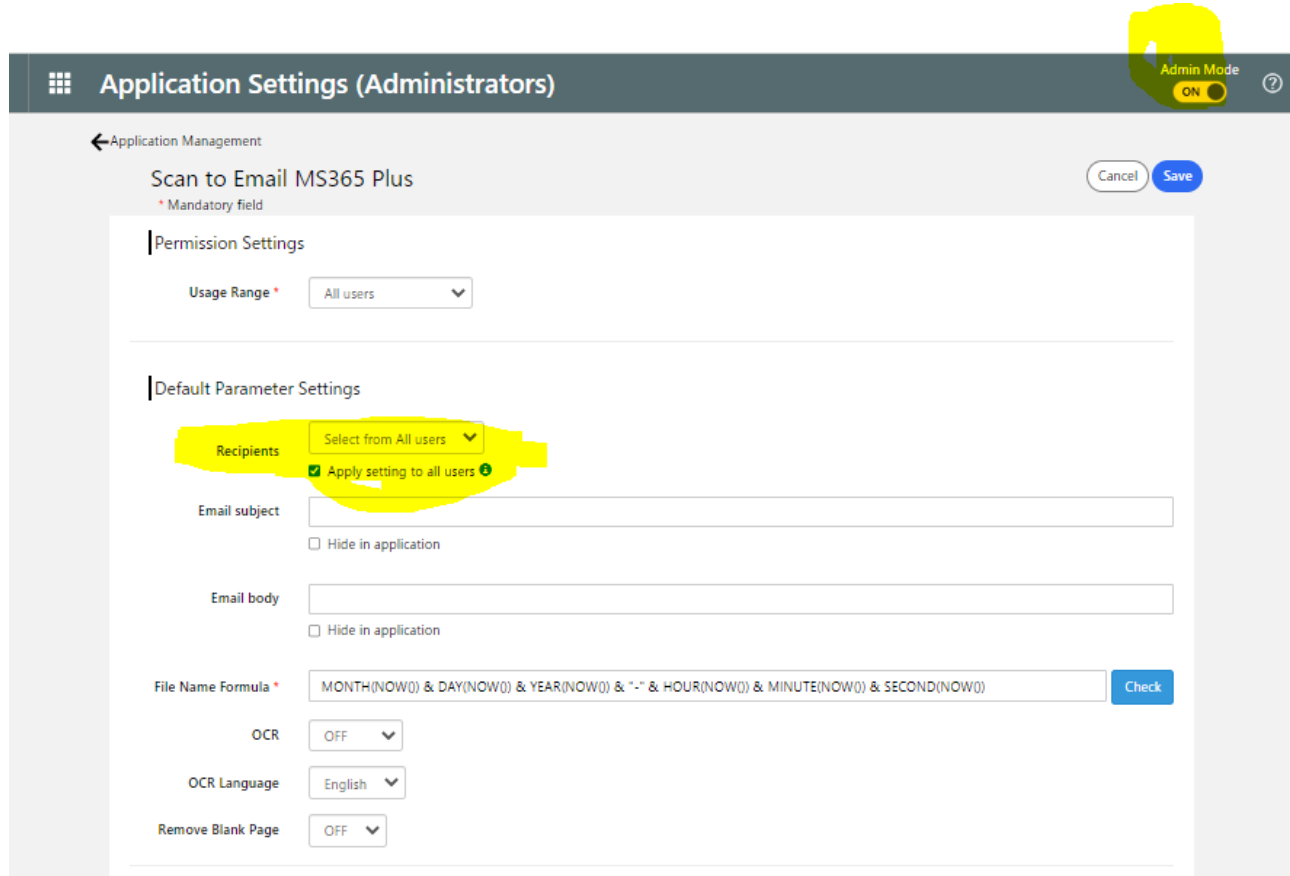 Admin Mode
Application Settings (Administrators)
ON
Application Management
Scan to Email MS365 Plus
Cancel
Save
* Mandatory field
Permission Settings
Usage Range *
All users
Default Parameter Settings
Recipients
Select from All users
Apply setting to all users
Email subject
Hide in application
Email body
Hide in application
File Name Formula *
MONTH(NOW()) & DAY(NOW()) & YEAR(NOW()) & "-" & HOUR(NOW()) & MINUTE(NOW()) & SECOND(NOW())
Check
OCR
OFF
OCR Language
English
Remove Blank Page
OFF